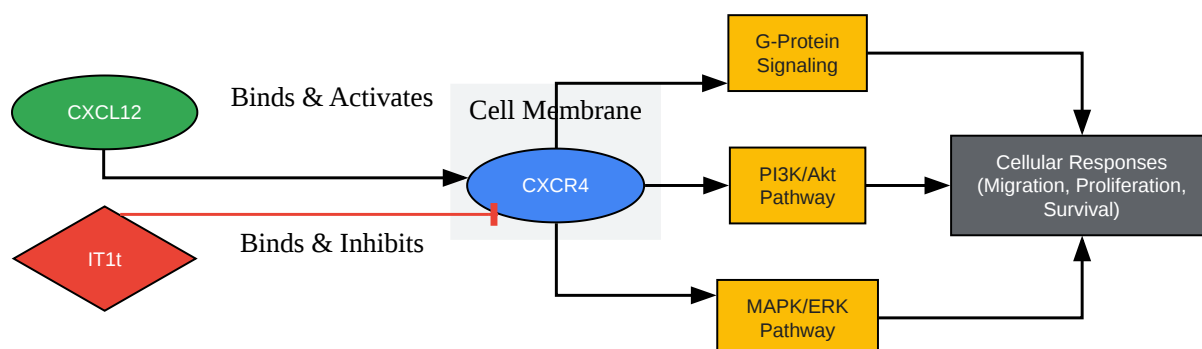 G-Protein
Signaling
Binds & Activates
Cell Membrane
CXCL12
CXCR4
PI3K/Akt
Pathway
Cellular Responses
(Migration, Proliferation,
Survival)
Binds & Inhibits
IT1t
MAPK/ERK
Pathway